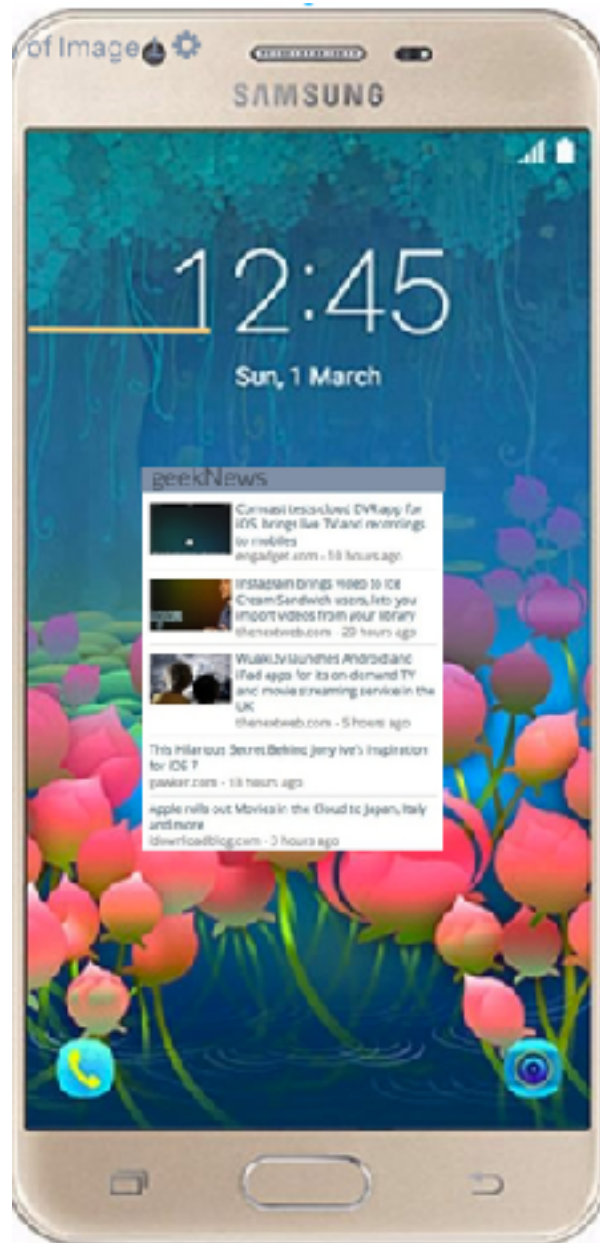 of Image
SAMSUNG
12:45
Sun, 1 March
geekNews
Comcast tests cloud DVR app for
iOS, brings live TV and recordings
to mobiles
engadget.com - 18 hours ago
Instagram brings video to Ice
Cream Sandwich users, lets you
import videos from your library
thenextweb.com - 20 hours ago
Wuaki.tv launches Android and
iPad apps for its on-demand TV
and movie streaming service in the
UK
thenextweb.com - 5 hours ago
This Hilarious Secret Behind Jony Ive's Inspiration
for iOS 7
gawker.com - 13 hours ago
Apple rolls out Movies in the Cloud to Japan, Italy
and more
idownloadblog.com - 3 hours ago